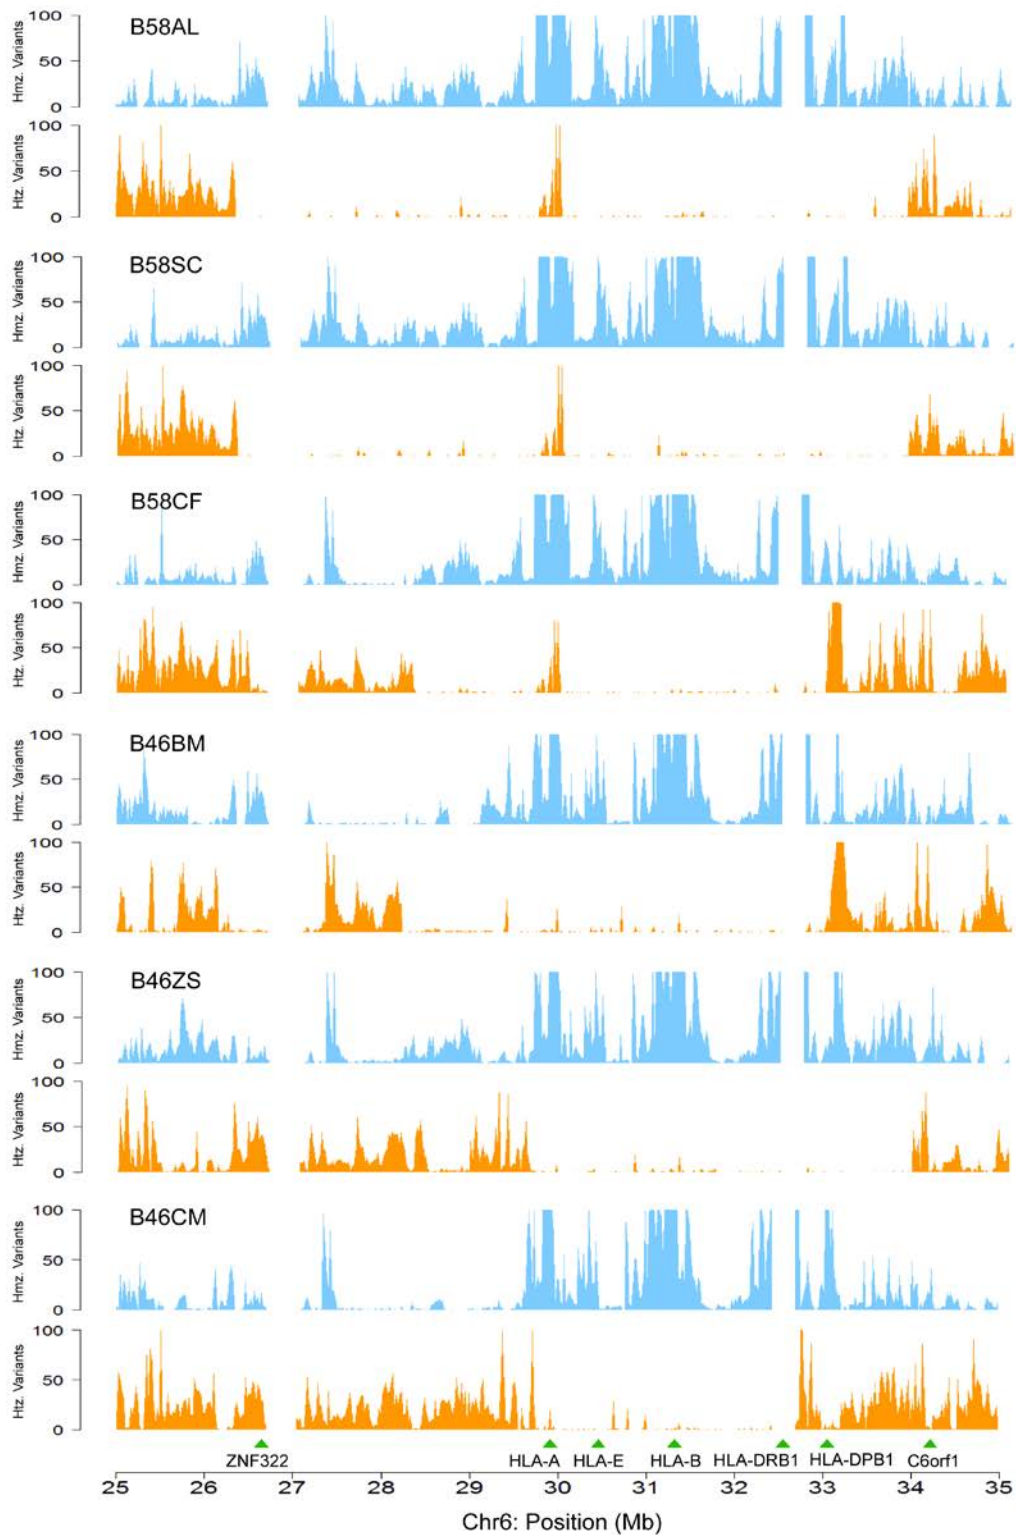 B58AL
Hmz. Variants
100
50
0
Htz. Variants
100
50
0
B58SC
Hmz. Variants
100
50
0
Htz. Variants
100
50
0
B58CF
Hmz. Variants
100
50
0
Htz. Variants
100
50
0
B46BM
Hmz. Variants
100
50
0
Htz. Variants
100
50
0
B46ZS
Hmz. Variants
100
50
0
Htz. Variants
100
50
0
B46CM
Hmz. Variants
100
50
0
Htz. Variants
100
50
0
ZNF322 HLA-A HLA-E HLA-B HLA-DRB1 HLA-DPB1 C6orf1
25 26 27 28 29 30 31 32 33 34 35
Chr6: Position (Mb)